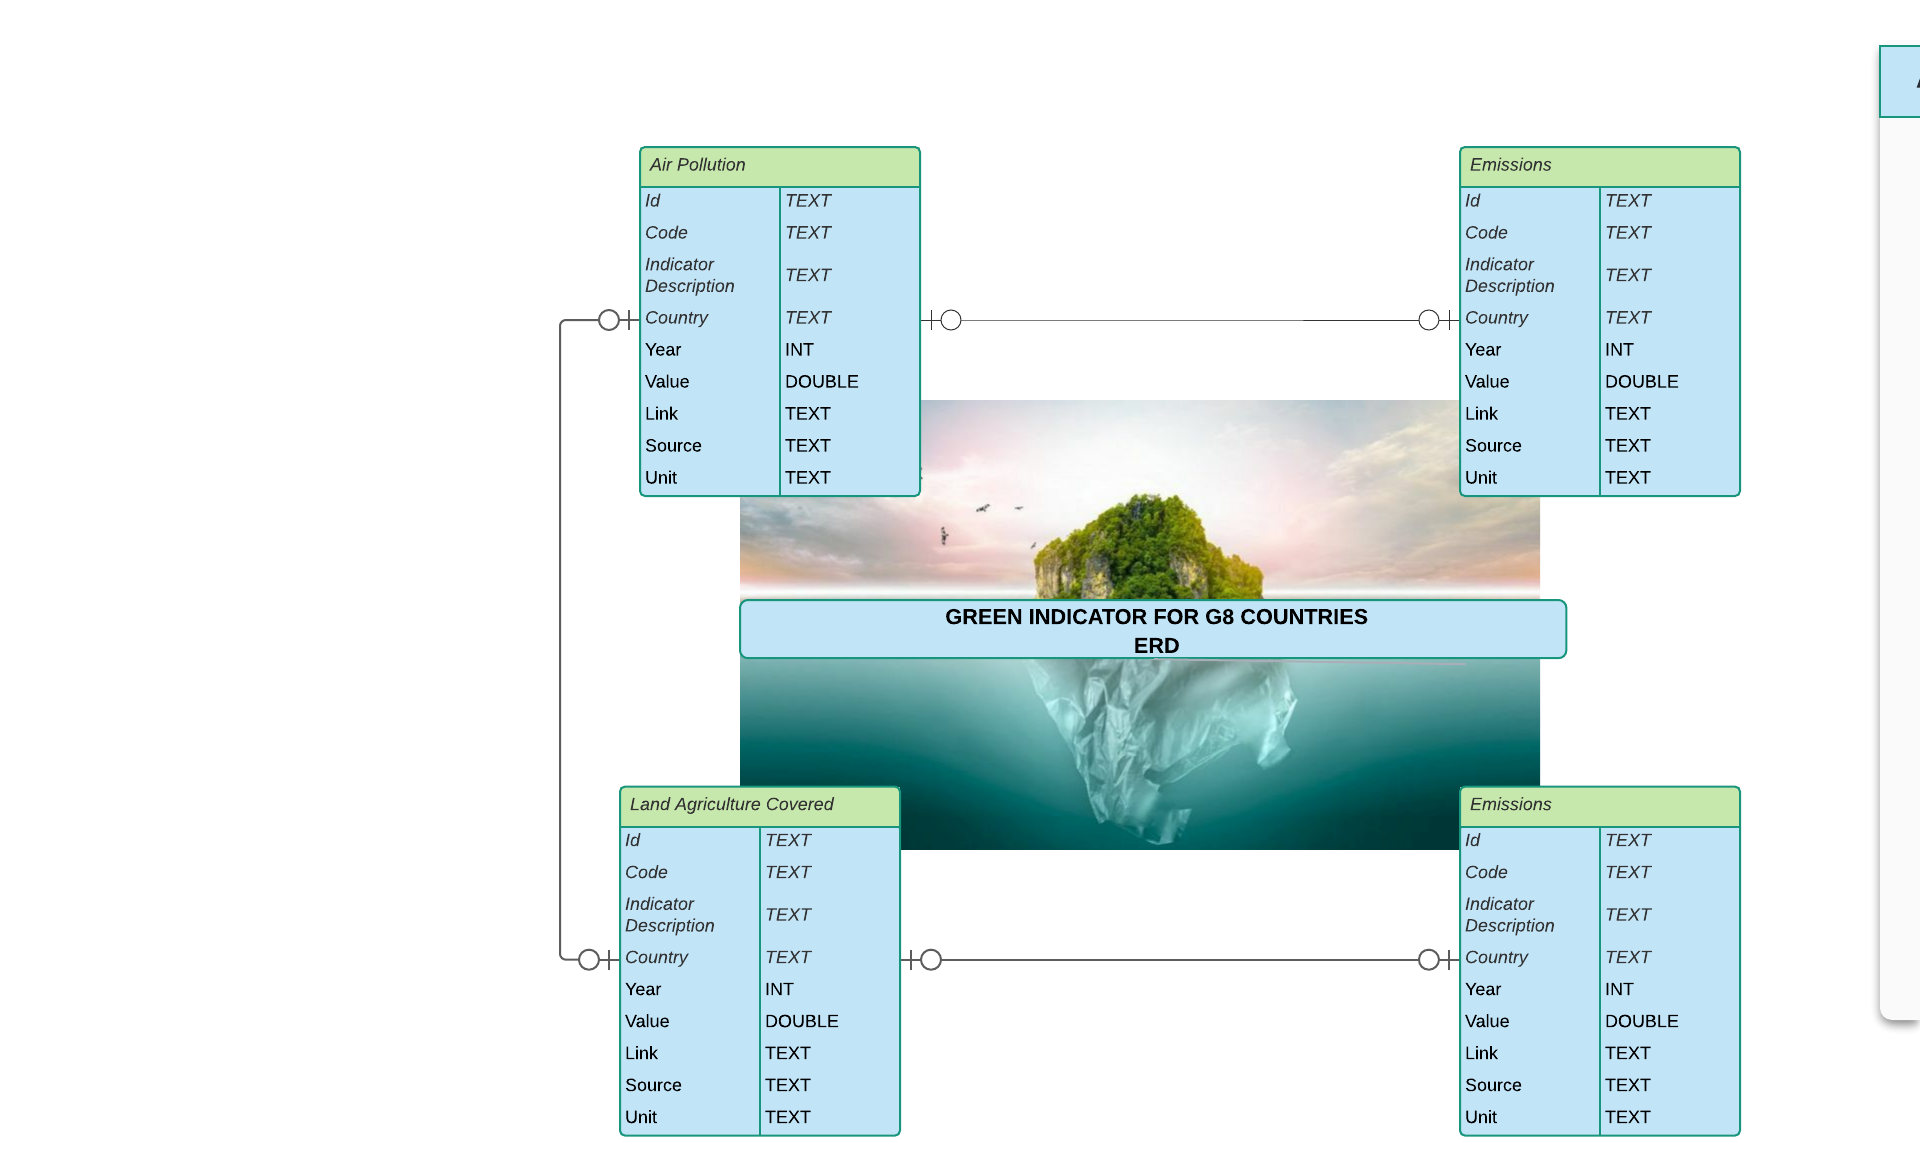 Air Pollution
Id TEXT
Code TEXT
Indicator
Description TEXT
Country TEXT
Year INT
Value DOUBLE
Link TEXT
Source TEXT
Unit TEXT
Emissions
Id TEXT
Code TEXT
Indicator
Description TEXT
Country TEXT
Year INT
Value DOUBLE
Link TEXT
Source TEXT
Unit TEXT
GREEN INDICATOR FOR G8 COUNTRIES
ERD
Land Agriculture Covered
Id TEXT
Code TEXT
Indicator
Description TEXT
Country TEXT
Year INT
Value DOUBLE
Link TEXT
Source TEXT
Unit TEXT
Emissions
Id TEXT
Code TEXT
Indicator
Description TEXT
Country TEXT
Year INT
Value DOUBLE
Link TEXT
Source TEXT
Unit TEXT